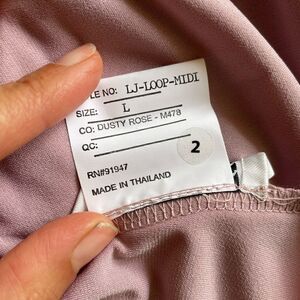 LE NO: LJ-LOOP-MIDI
SIZE: L
CO: DUSTY ROSE - M478
QC:
2
RN#91947
MADE IN THAILAND